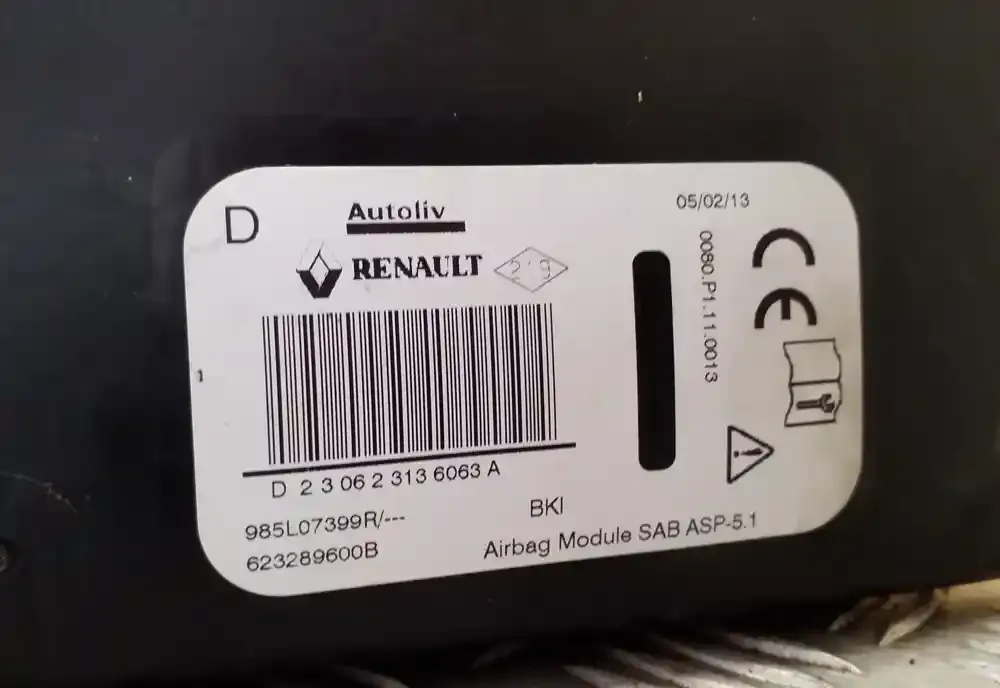 D
Autoliv
05/02/13
RENAULT
0080.P1.11.0013
CE
D 2 3 06 2 313 6063 A
985L07399R/---
BKI
623289600B
Airbag Module SAB ASP-5.1